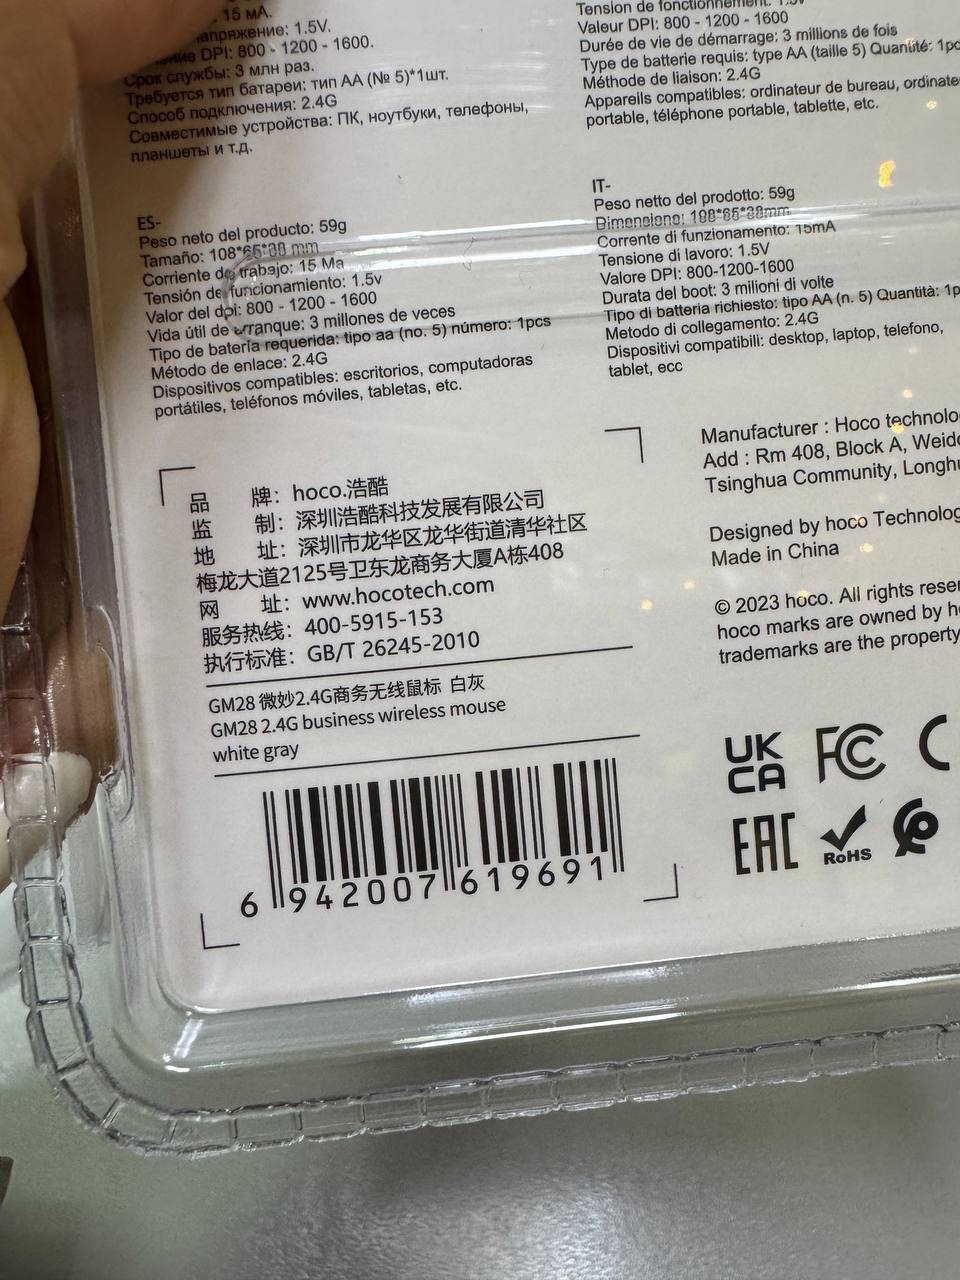 15 мА.
напряжение: 1.5V.
DPI: 800 - 1200 - 1600.
Срок службы: 3 млн раз.
Требуется тип батареи: тип AA (№ 5)*1шт.
Способ подключения: 2.4G
Совместимые устройства: ПК, ноутбуки, телефоны,
планшеты и т.д.
Tension de fonctionnement: 1.5v
Valeur DPI: 800 - 1200 - 1600
Durée de vie de démarrage: 3 millions de fois
Type de batterie requis: type AA (taille 5) Quantité: 1pc
Méthode de liaison: 2.4G
Appareils compatibles: ordinateur de bureau, ordinate
portable, téléphone portable, tablette, etc.
ES-
Peso neto del producto: 59g
Tamaño: 108*65*38 mm
Corriente de trabajo: 15 Ma
Tensión de funcionamiento: 1.5v
Valor del dpi: 800 - 1200 - 1600
Vida útil de arranque: 3 millones de veces
Tipo de batería requerida: tipo aa (no. 5) número: 1pcs
Método de enlace: 2.4G
Dispositivos compatibles: escritorios, computadoras
portátiles, teléfonos móviles, tabletas, etc.
IT-
Peso netto del prodotto: 59g
Dimensione: 108*65*38mm
Corrente di funzionamento: 15mA
Tensione di lavoro: 1.5V
Valore DPI: 800-1200-1600
Durata del boot: 3 milioni di volte
Tipo di batteria richiesto: tipo AA (n. 5) Quantità: 1p
Metodo di collegamento: 2.4G
Dispositivi compatibili: desktop, laptop, telefono,
tablet, ecc
品 牌: hoco.浩酷
监 制: 深圳浩酷科技发展有限公司
地 址: 深圳市龙华区龙华街道清华社区
梅龙大道2125号卫东龙商务大厦A栋408
网 址: www.hocotech.com
服务热线: 400-5915-153
执行标准: GB/T 26245-2010
GM28 微妙2.4G商务无线鼠标 白灰
GM28 2.4G business wireless mouse
white gray
6 942007 619691
Manufacturer : Hoco technolo
Add : Rm 408, Block A, Weido
Tsinghua Community, Longhu
Designed by hoco Technolog
Made in China
© 2023 hoco. All rights rese
hoco marks are owned by h
trademarks are the property
UK
CA
FC
C
EAC
RoHS